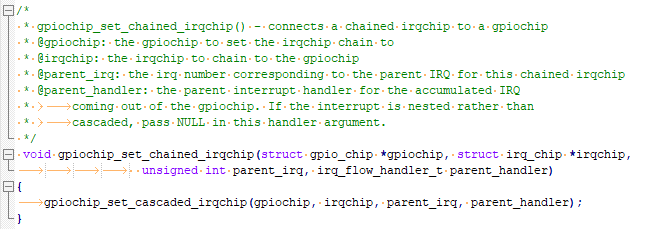 /*
 * gpiochip_set_chained_irqchip() - connects a chained irqchip to a gpiochip
 * @gpiochip: the gpiochip to set the irqchip chain to
 * @irqchip: the irqchip to chain to the gpiochip
 * @parent_irq: the irq number corresponding to the parent IRQ for this chained irqchip
 * @parent_handler: the parent interrupt handler for the accumulated IRQ
 * 	coming out of the gpiochip. If the interrupt is nested rather than
 * 	cascaded, pass NULL in this handler argument.
 */
void gpiochip_set_chained_irqchip(struct gpio_chip *gpiochip, struct irq_chip *irqchip,
				 unsigned int parent_irq, irq_flow_handler_t parent_handler)
{
	gpiochip_set_cascaded_irqchip(gpiochip, irqchip, parent_irq, parent_handler);
}